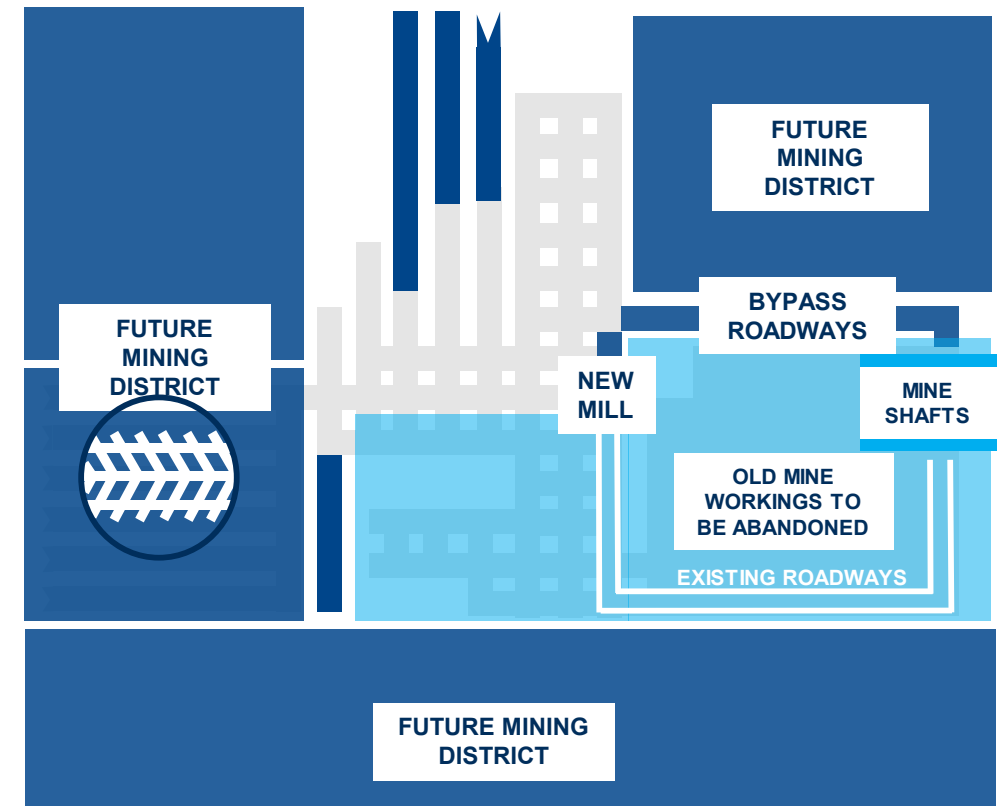 FUTURE
MINING
DISTRICT
BYPASS
ROADWAYS
FUTURE
MINING
DISTRICT
NEW
MILL
MINE
SHAFTS
OLD MINE
WORKINGS TO
BE ABANDONED
EXISTING ROADWAYS
FUTURE MINING
DISTRICT